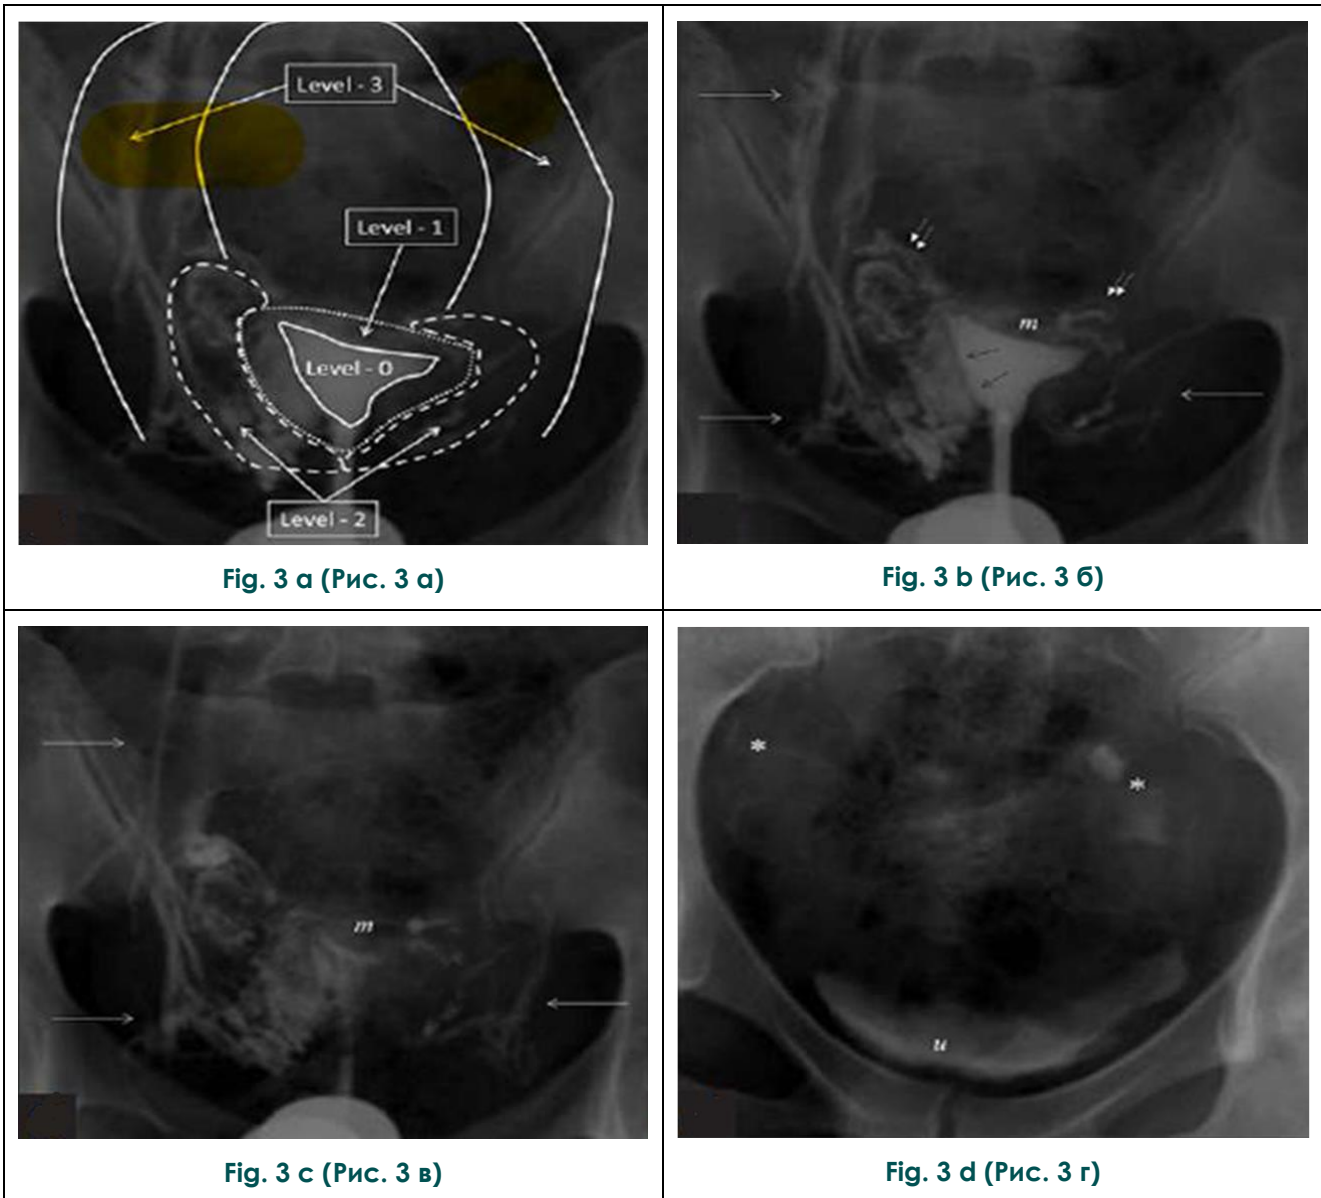 Level - 3
Level - 1
Level - 0
Level - 2
Fig. 3 a (Рис. 3 а)
m
Fig. 3 b (Рис. 3 б)
m
Fig. 3 c (Рис. 3 в)
*
*
u
Fig. 3 d (Рис. 3 г)